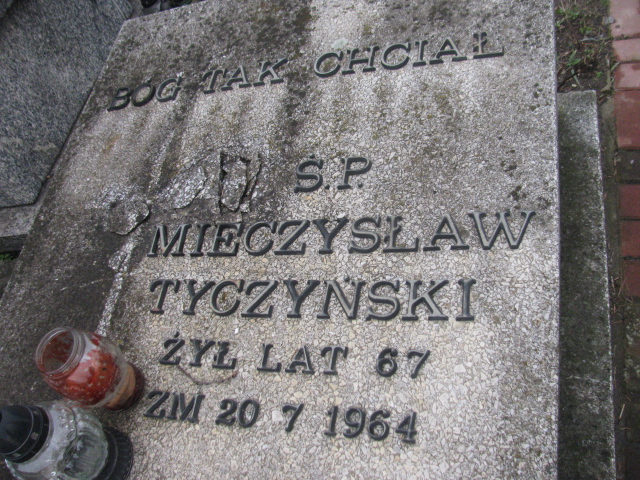 BÓG TAK CHCIAŁ
Ś.P.
MIECZYSŁAW
TYCZYŃSKI
ŻYŁ LAT 67
ZM 20 7 1964